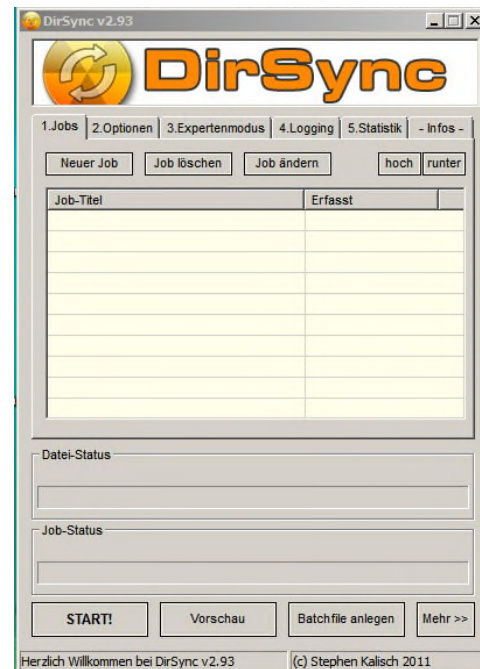 DirSync v2.93
DirSync
1.Jobs 2.Optionen 3.Expertenmodus 4.Logging 5.Statistik - Infos -
Neuer Job Job löschen Job ändern hoch runter
Job-Titel Erfasst
Datei-Status
Job-Status
START! Vorschau Batchfile anlegen Mehr >>
Herzlich Willkommen bei DirSync v2.93 (c) Stephen Kalisch 2011